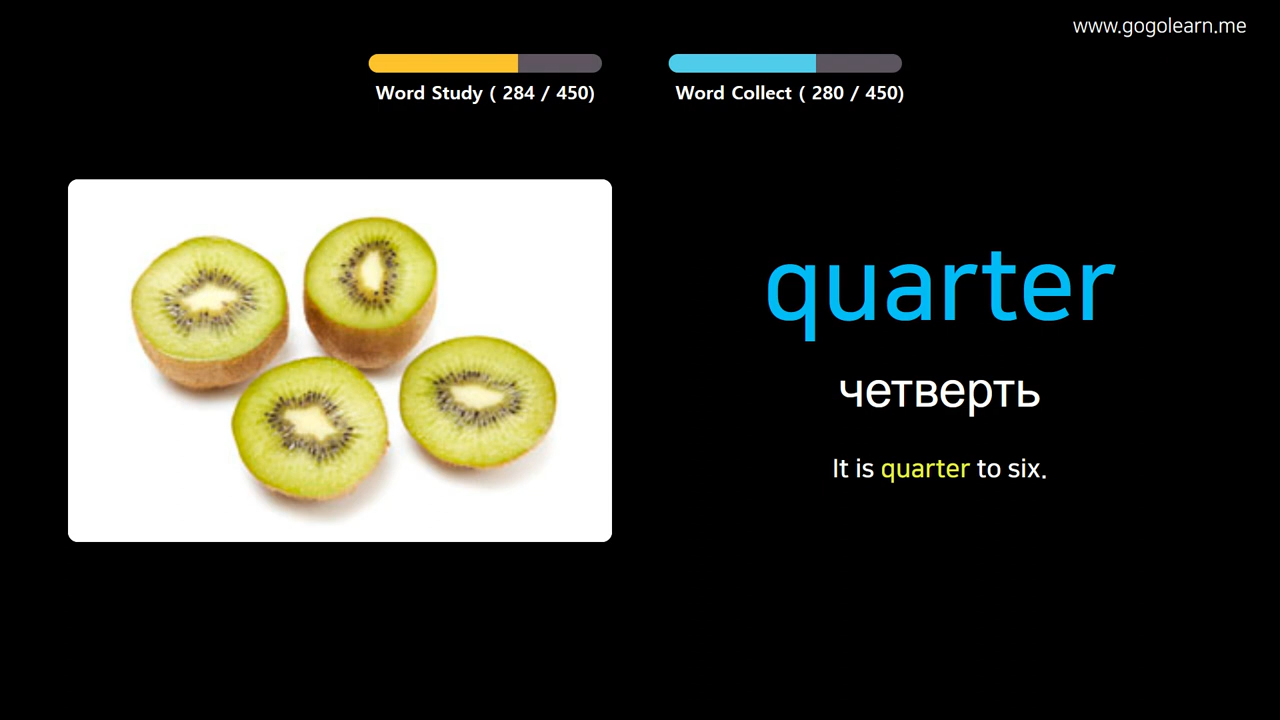 www.gogolearn.me
Word Study ( 284 / 450)
Word Collect ( 280 / 450)
quarter
четверть
It is quarter to six.